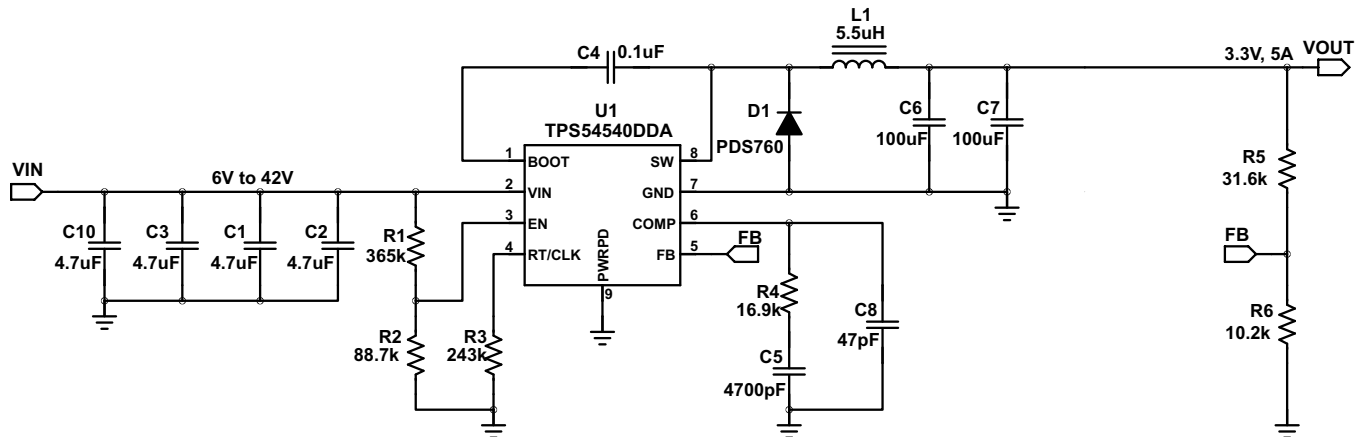 L1
5.5uH
C4 0.1uF
3.3V, 5A
VOUT
U1
TPS54540DDA
D1
PDS760
C6
100uF
C7
100uF
1 BOOT
SW 8
VIN
6V to 42V
2 VIN
GND 7
3 EN
COMP 6
4 RT/CLK
FB 5
PWRPD
9
FB
C10
4.7uF
C3
4.7uF
C1
4.7uF
C2
4.7uF
R1
365k
R2
88.7k
R3
243k
R4
16.9k
C8
47pF
C5
4700pF
R5
31.6k
FB
R6
10.2k